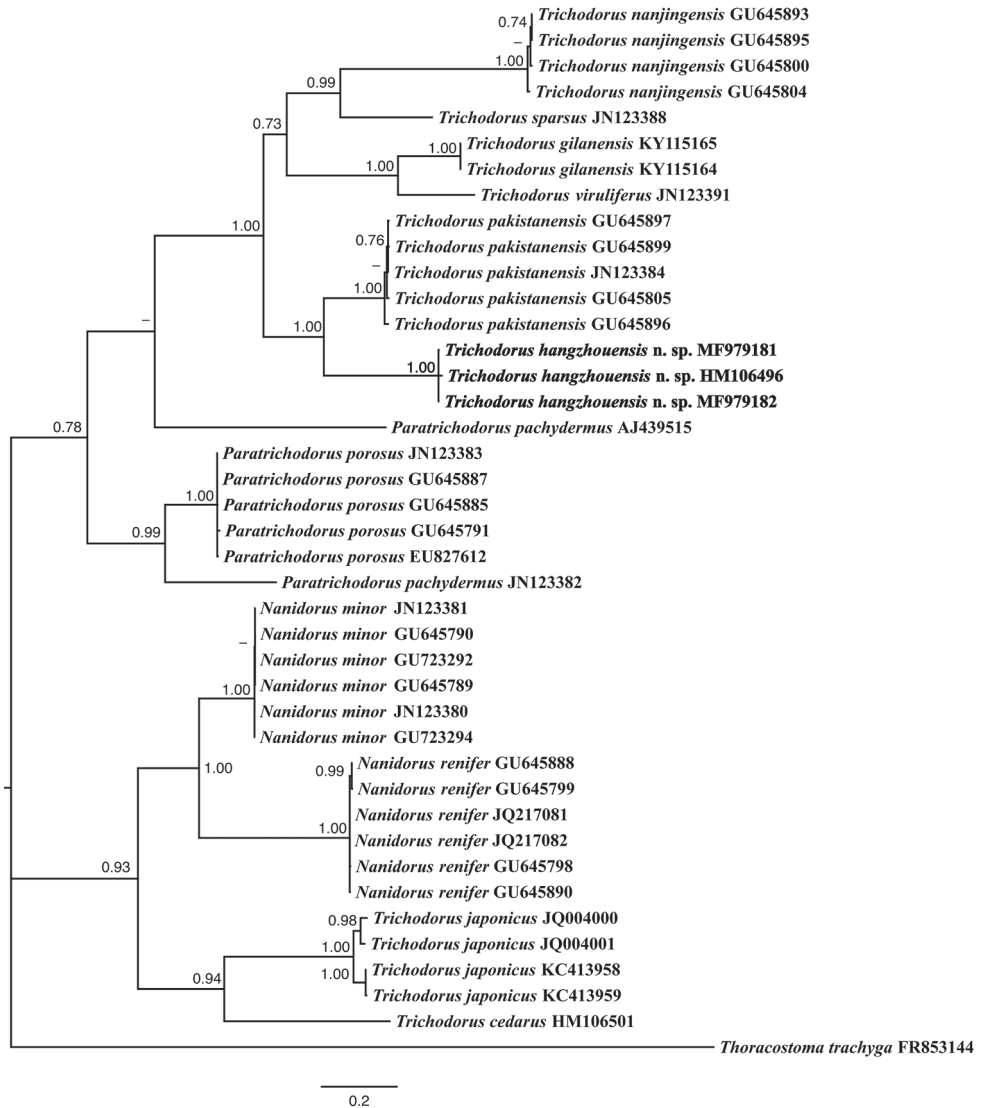 Trichodorus nanjingensis GU645893
0.74
Trichodorus nanjingensis GU645895
–
1.00
Trichodorus nanjingensis GU645800
0.99
Trichodorus nanjingensis GU645804
Trichodorus sparsus JN123388
0.73
Trichodorus gilanensis KY115165
1.00
1.00
Trichodorus gilanensis KY115164
Trichodorus viruliferus JN123391
1.00
Trichodorus pakistanensis GU645897
0.76
Trichodorus pakistanensis GU645899
–
Trichodorus pakistanensis JN123384
1.00
Trichodorus pakistanensis GU645805
1.00
Trichodorus pakistanensis GU645896
–
Trichodorus hangzhouensis n. sp. MF979181
1.00
Trichodorus hangzhouensis n. sp. HM106496
Trichodorus hangzhouensis n. sp. MF979182
0.78
Paratrichodorus pachydermus AJ439515
Paratrichodorus porosus JN123383
Paratrichodorus porosus GU645887
1.00
Paratrichodorus porosus GU645885
0.99
Paratrichodorus porosus GU645791
Paratrichodorus porosus EU827612
Paratrichodorus pachydermus JN123382
Nanidorus minor JN123381
–
Nanidorus minor GU645790
Nanidorus minor GU723292
1.00
Nanidorus minor GU645789
Nanidorus minor JN123380
Nanidorus minor GU723294
1.00
Nanidorus renifer GU645888
0.99
Nanidorus renifer GU645799
Nanidorus renifer JQ217081
1.00
Nanidorus renifer JQ217082
0.93
Nanidorus renifer GU645798
Nanidorus renifer GU645890
0.98
Trichodorus japonicus JQ004000
1.00
Trichodorus japonicus JQ004001
1.00
Trichodorus japonicus KC413958
0.94
Trichodorus japonicus KC413959
Trichodorus cedarus HM106501
Thoracostoma trachyga FR853144
0.2